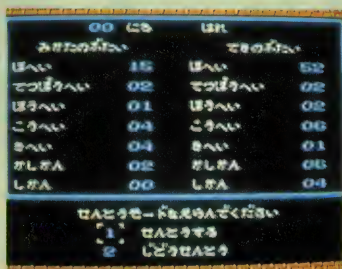 00 にち はれ
みかたのぶたい てきのぶたい
ほへい 15 ほへい 52
てつぽうへい 02 てつぽうへい 02
ほうへい 01 ほうへい 02
こうへい 04 こうへい 06
きへい 04 きへい 01
かしかん 02 かしかん 06
しかん 00 しかん 04
せんとうモードをえらんでください
1 せんとうする
2 じどうせんとう